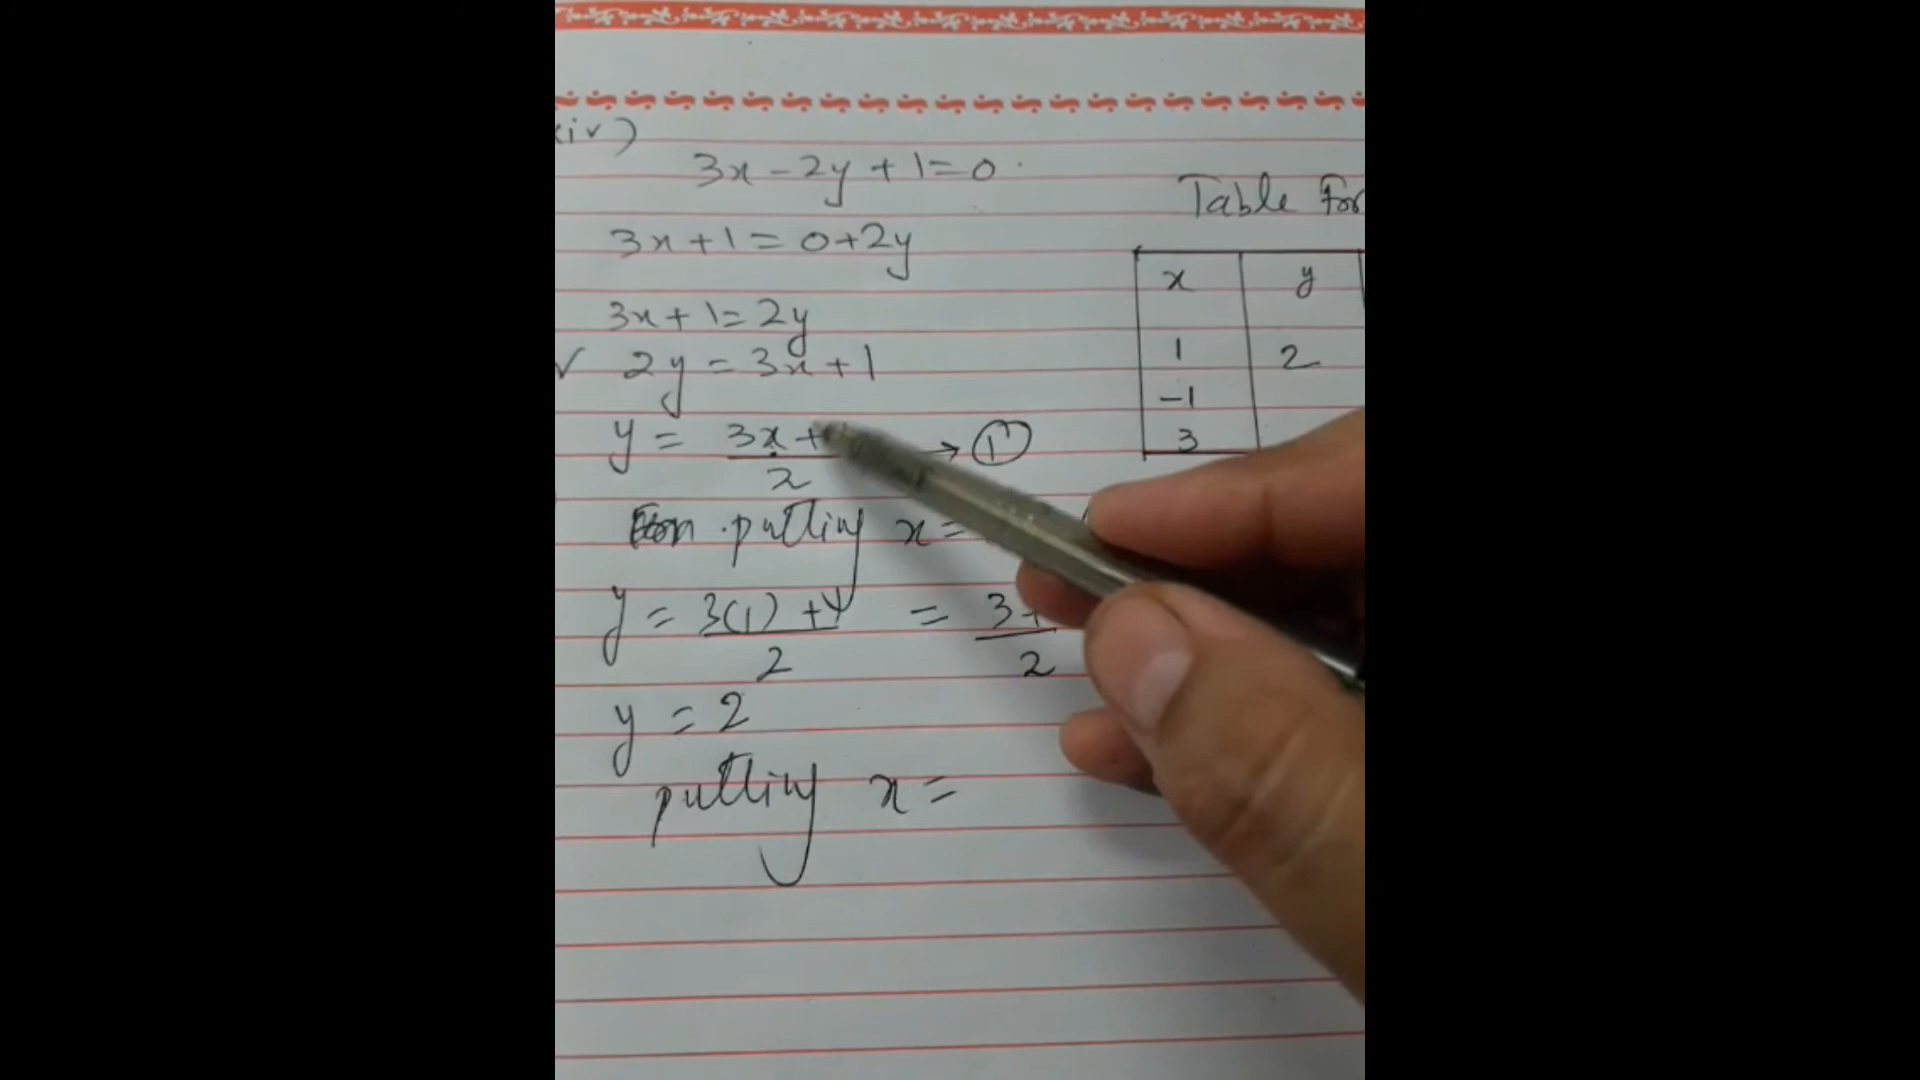 xiv)
3x - 2y + 1 = 0
3x + 1 = 0 + 2y
3x + 1 = 2y
✓ 2y = 3x + 1
y = 3x + / 2 → 1
putting x =
y = 3(1) + 1 / 2 = 3 + / 2
y = 2
putting x =
Table For
x y
1 2
-1
3